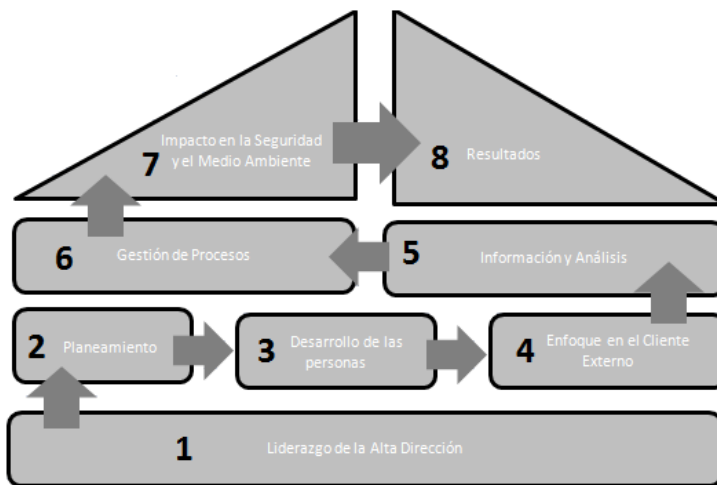 7
Impacto en la Seguridad
y el Medio Ambiente
8
Resultados
6
Gestión de Procesos
5
Información y Análisis
2
Planeamiento
3
Desarrollo de las
personas
4
Enfoque en el Cliente
Externo
1
Liderazgo de la Alta Dirección